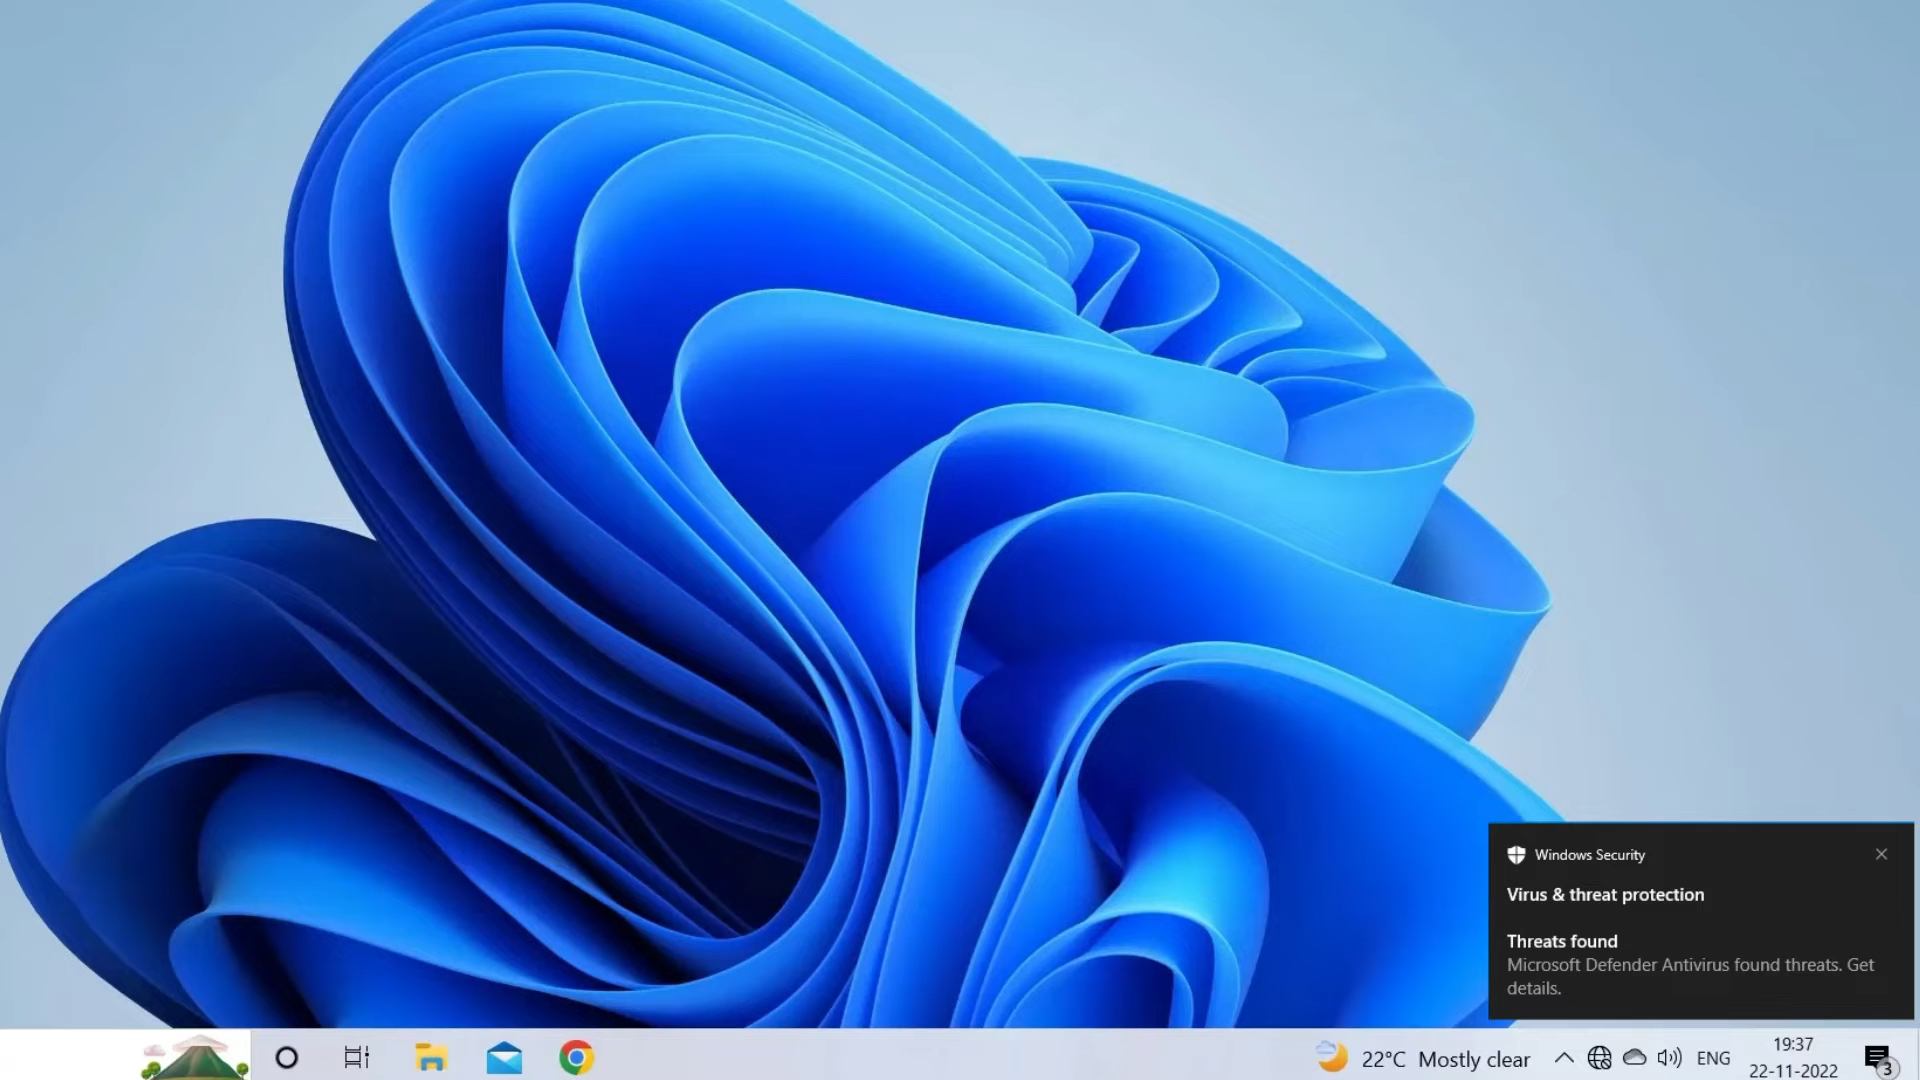 Windows Security
Virus & threat protection
Threats found
Microsoft Defender Antivirus found threats. Get
details.
22°C Mostly clear
ENG
19:37
22-11-2022
3